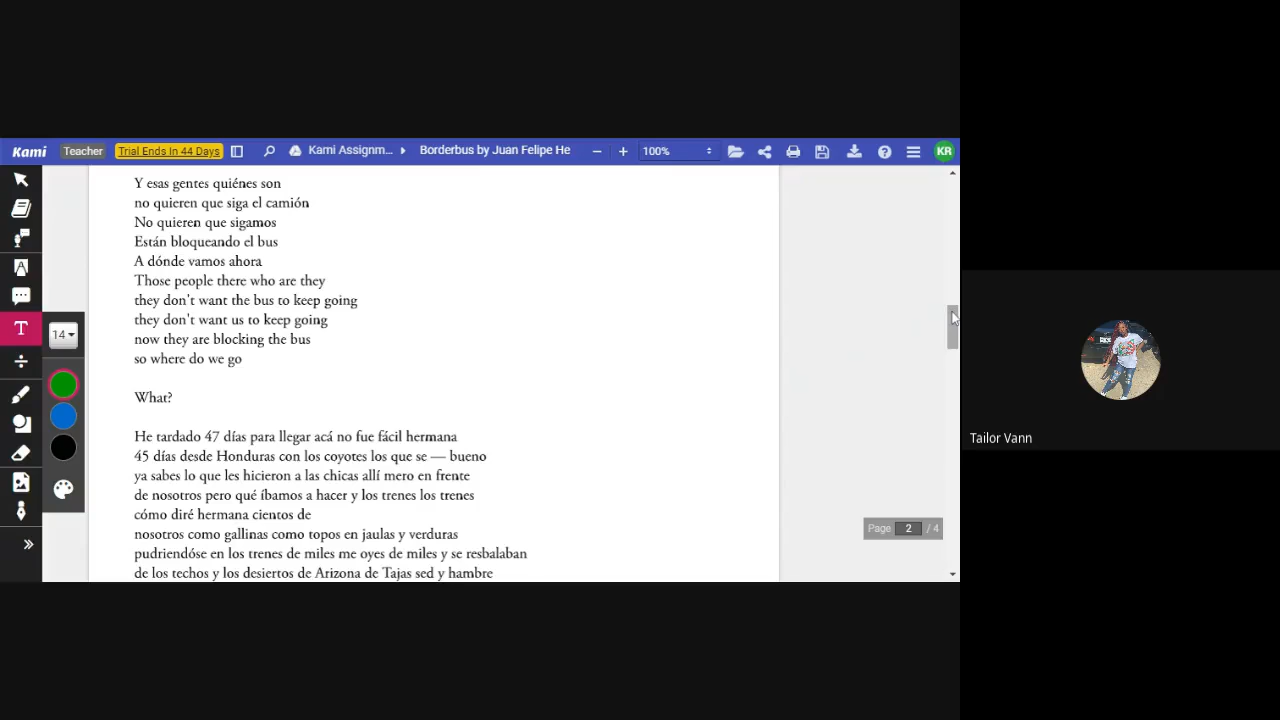 Kami Teacher Trial Ends In 44 Days Kami Assignm... Borderbus by Juan Felipe He 100% KR
Y esas gentes quiénes son
no quieren que siga el camión
No quieren que sigamos
Están bloqueando el bus
A dónde vamos ahora
Those people there who are they
they don't want the bus to keep going
they don't want us to keep going
now they are blocking the bus
so where do we go
What?
He tardado 47 días para llegar acá no fue fácil hermana
45 días desde Honduras con los coyotes los que se — bueno
ya sabes lo que les hicieron a las chicas allí mero en frente
de nosotros pero qué íbamos a hacer y los trenes los trenes
cómo diré hermana cientos de
nosotros como gallinas como topos en jaulas y verduras
pudriendóse en los trenes de miles me oyes de miles y se resbalaban
de los techos y los desiertos de Arizona de Tajas sed y hambre
14
Page 2 / 4
Tailor Vann